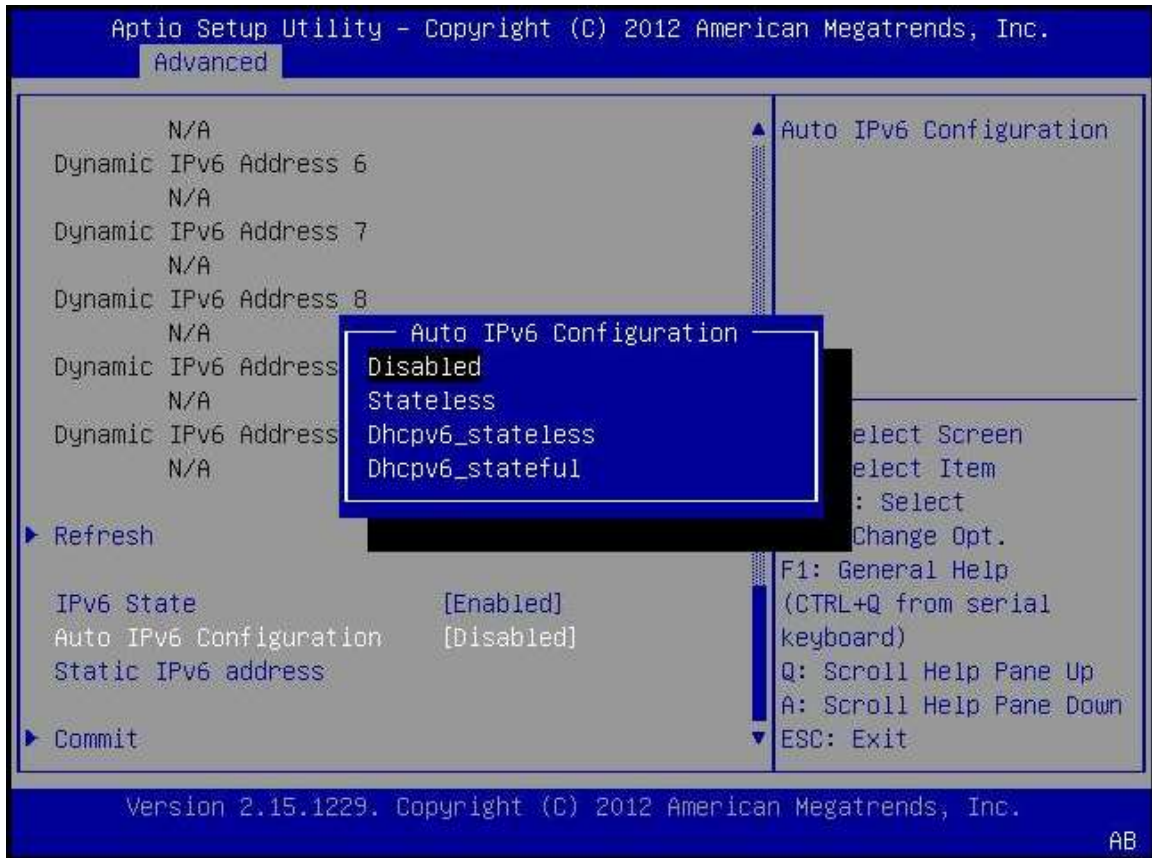 Aptio Setup Utility – Copyright (C) 2012 American Megatrends, Inc.
Advanced
N/A
Dynamic IPv6 Address 6
N/A
Dynamic IPv6 Address 7
N/A
Dynamic IPv6 Address 8
N/A
Dynamic IPv6 Address
N/A
Dynamic IPv6 Address
N/A
Refresh
IPv6 State [Enabled]
Auto IPv6 Configuration [Disabled]
Static IPv6 address
Commit
Auto IPv6 Configuration
Disabled
Stateless
Dhcpv6_stateless
Dhcpv6_stateful
Auto IPv6 Configuration
elect Screen
elect Item
: Select
Change Opt.
F1: General Help
(CTRL+Q from serial
keyboard)
Q: Scroll Help Pane Up
A: Scroll Help Pane Down
ESC: Exit
Version 2.15.1229. Copyright (C) 2012 American Megatrends, Inc.
AB